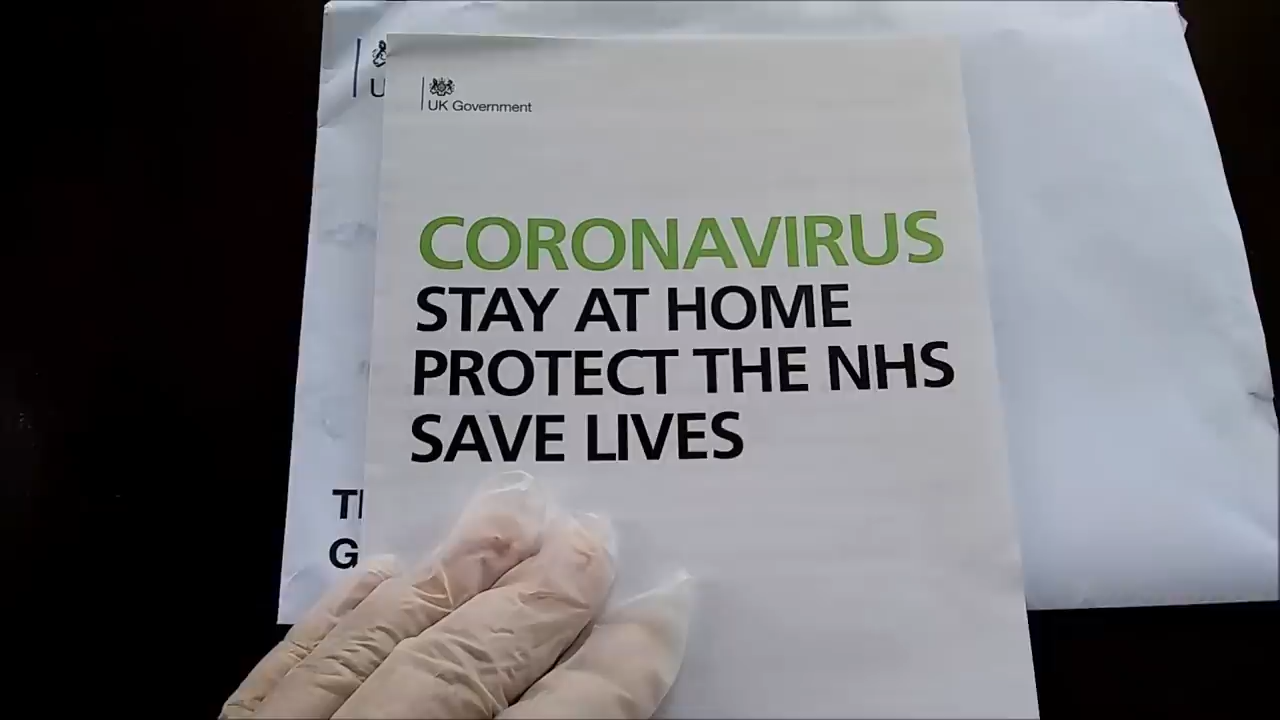 UK Government
CORONAVIRUS
STAY AT HOME
PROTECT THE NHS
SAVE LIVES